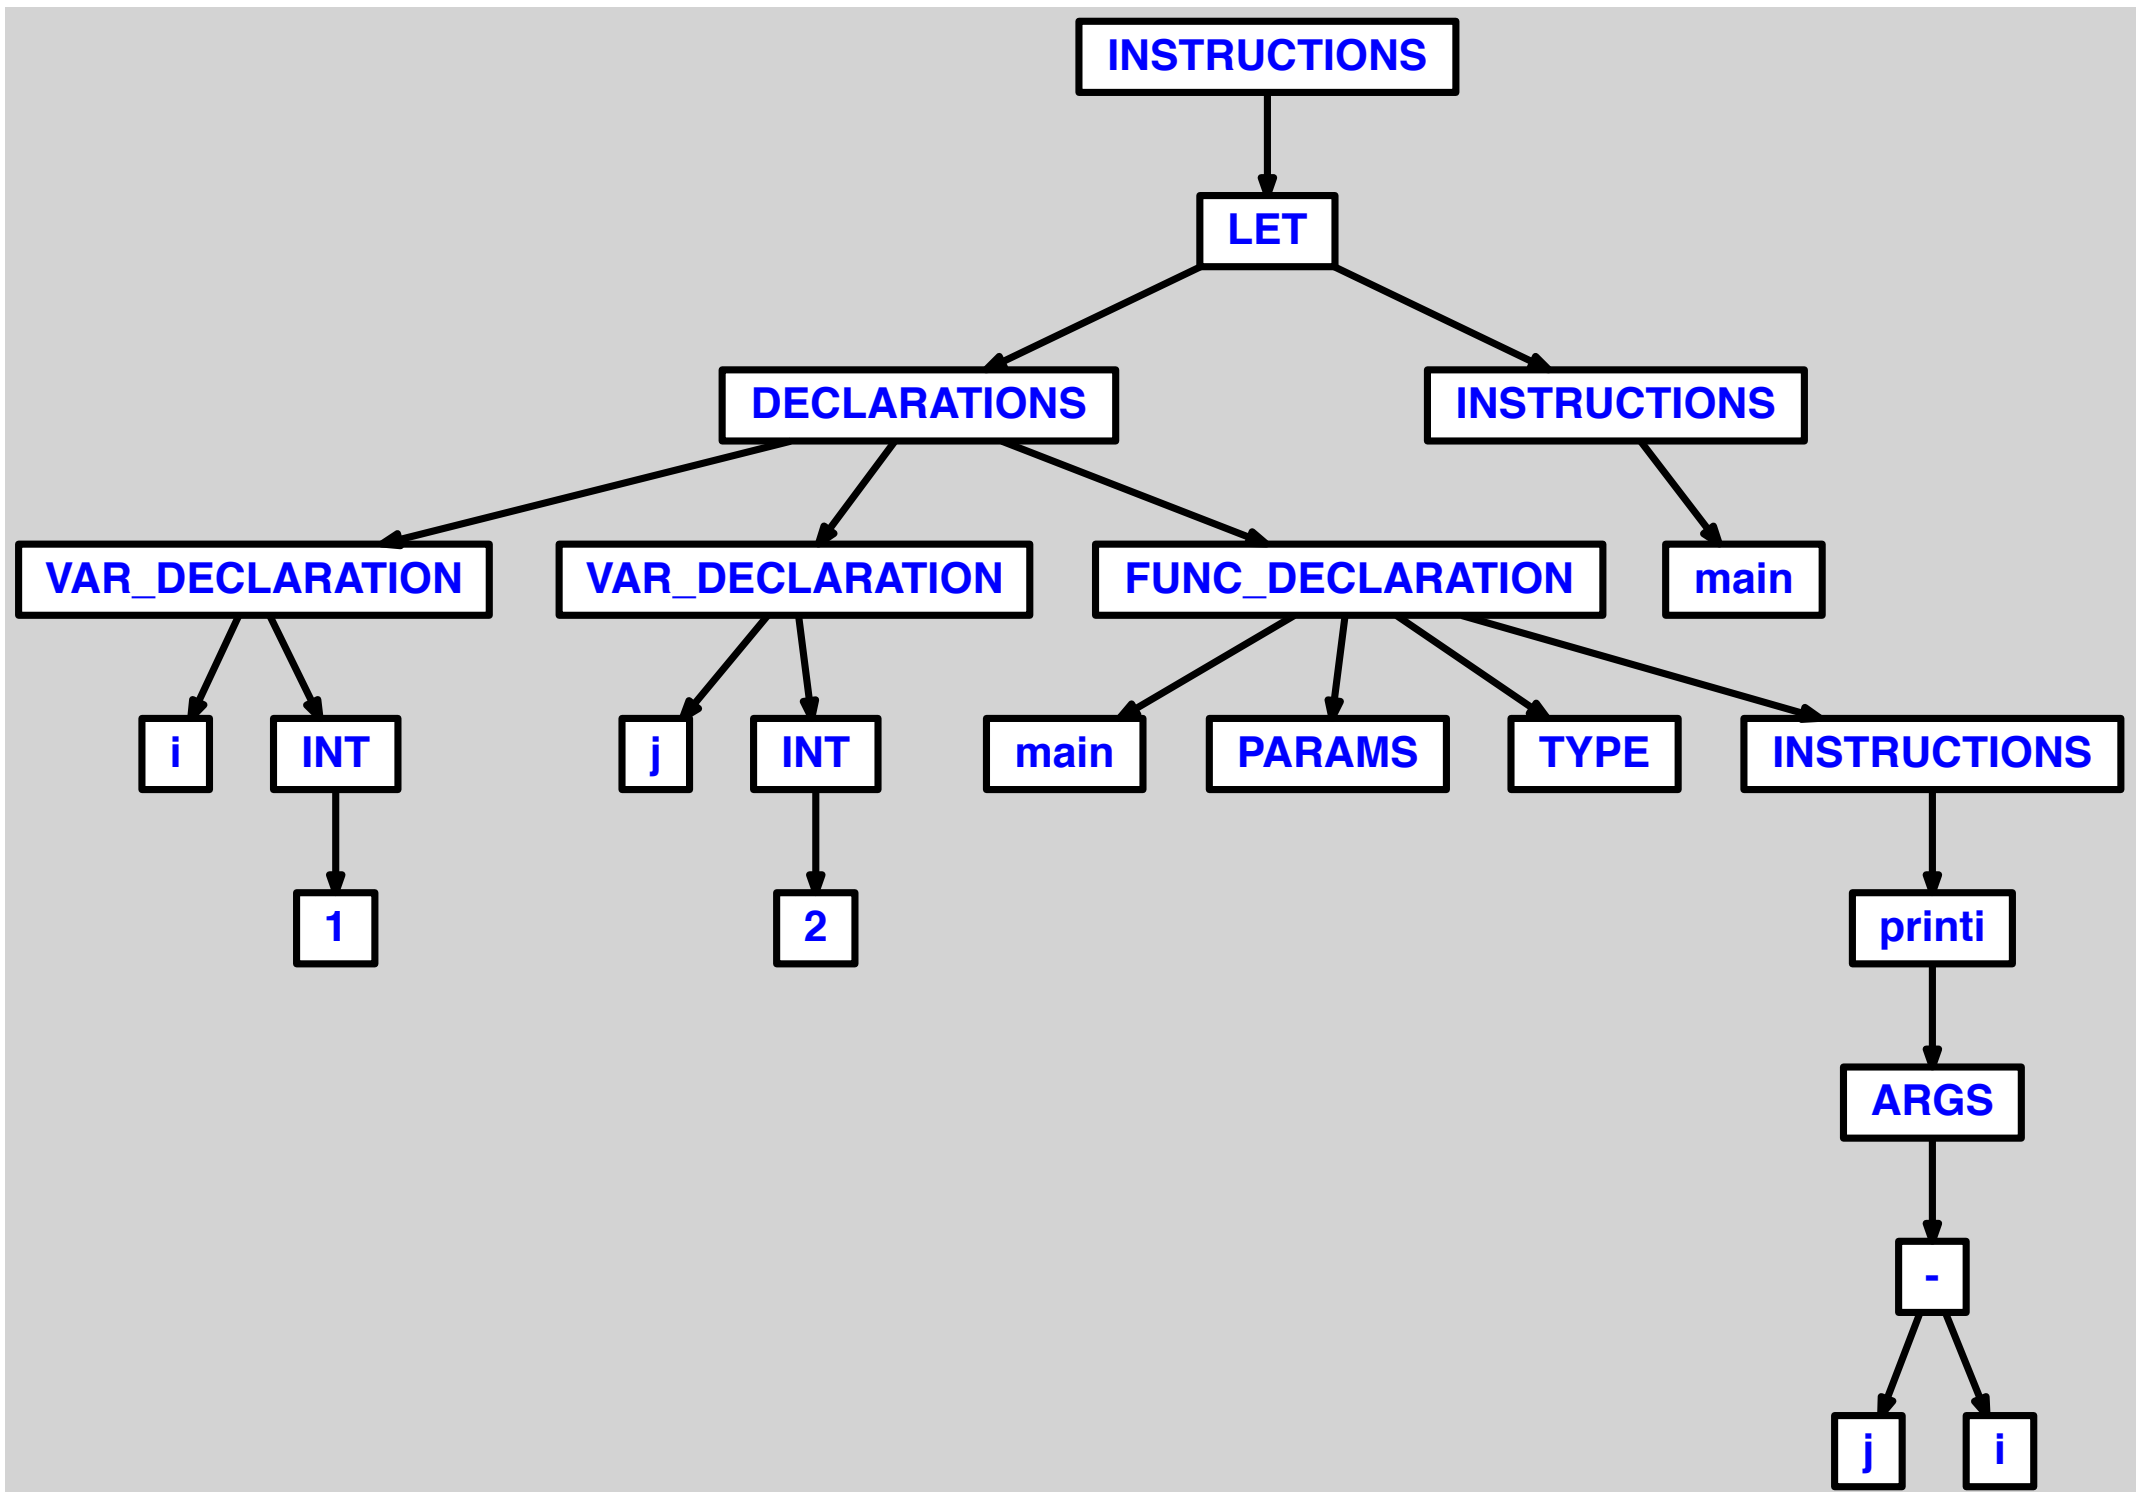 INSTRUCTIONS
LET
DECLARATIONS
INSTRUCTIONS
VAR_DECLARATION
VAR_DECLARATION
FUNC_DECLARATION
main
i
INT
j
INT
main
PARAMS
TYPE
INSTRUCTIONS
1
2
printi
ARGS
-
j
i